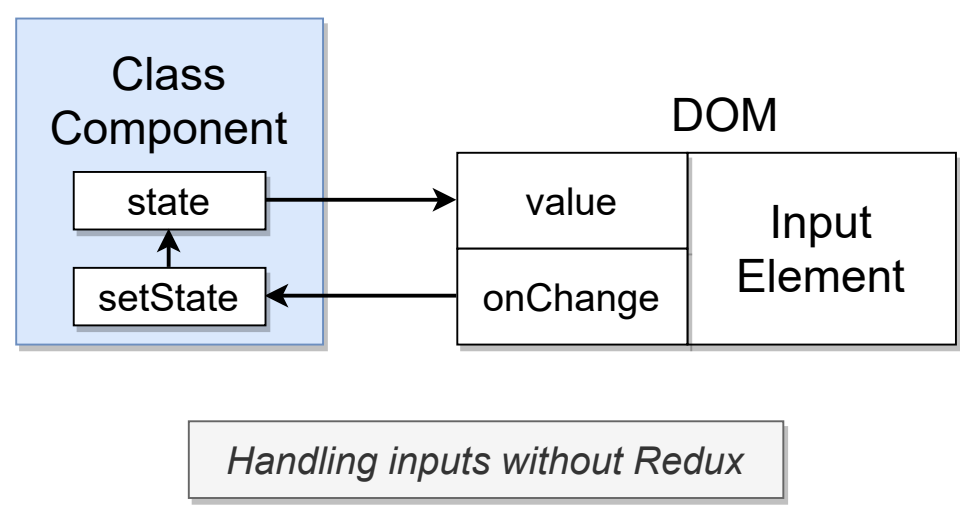 Class
Component
state
setState
DOM
value
onChange
Input
Element
Handling inputs without Redux